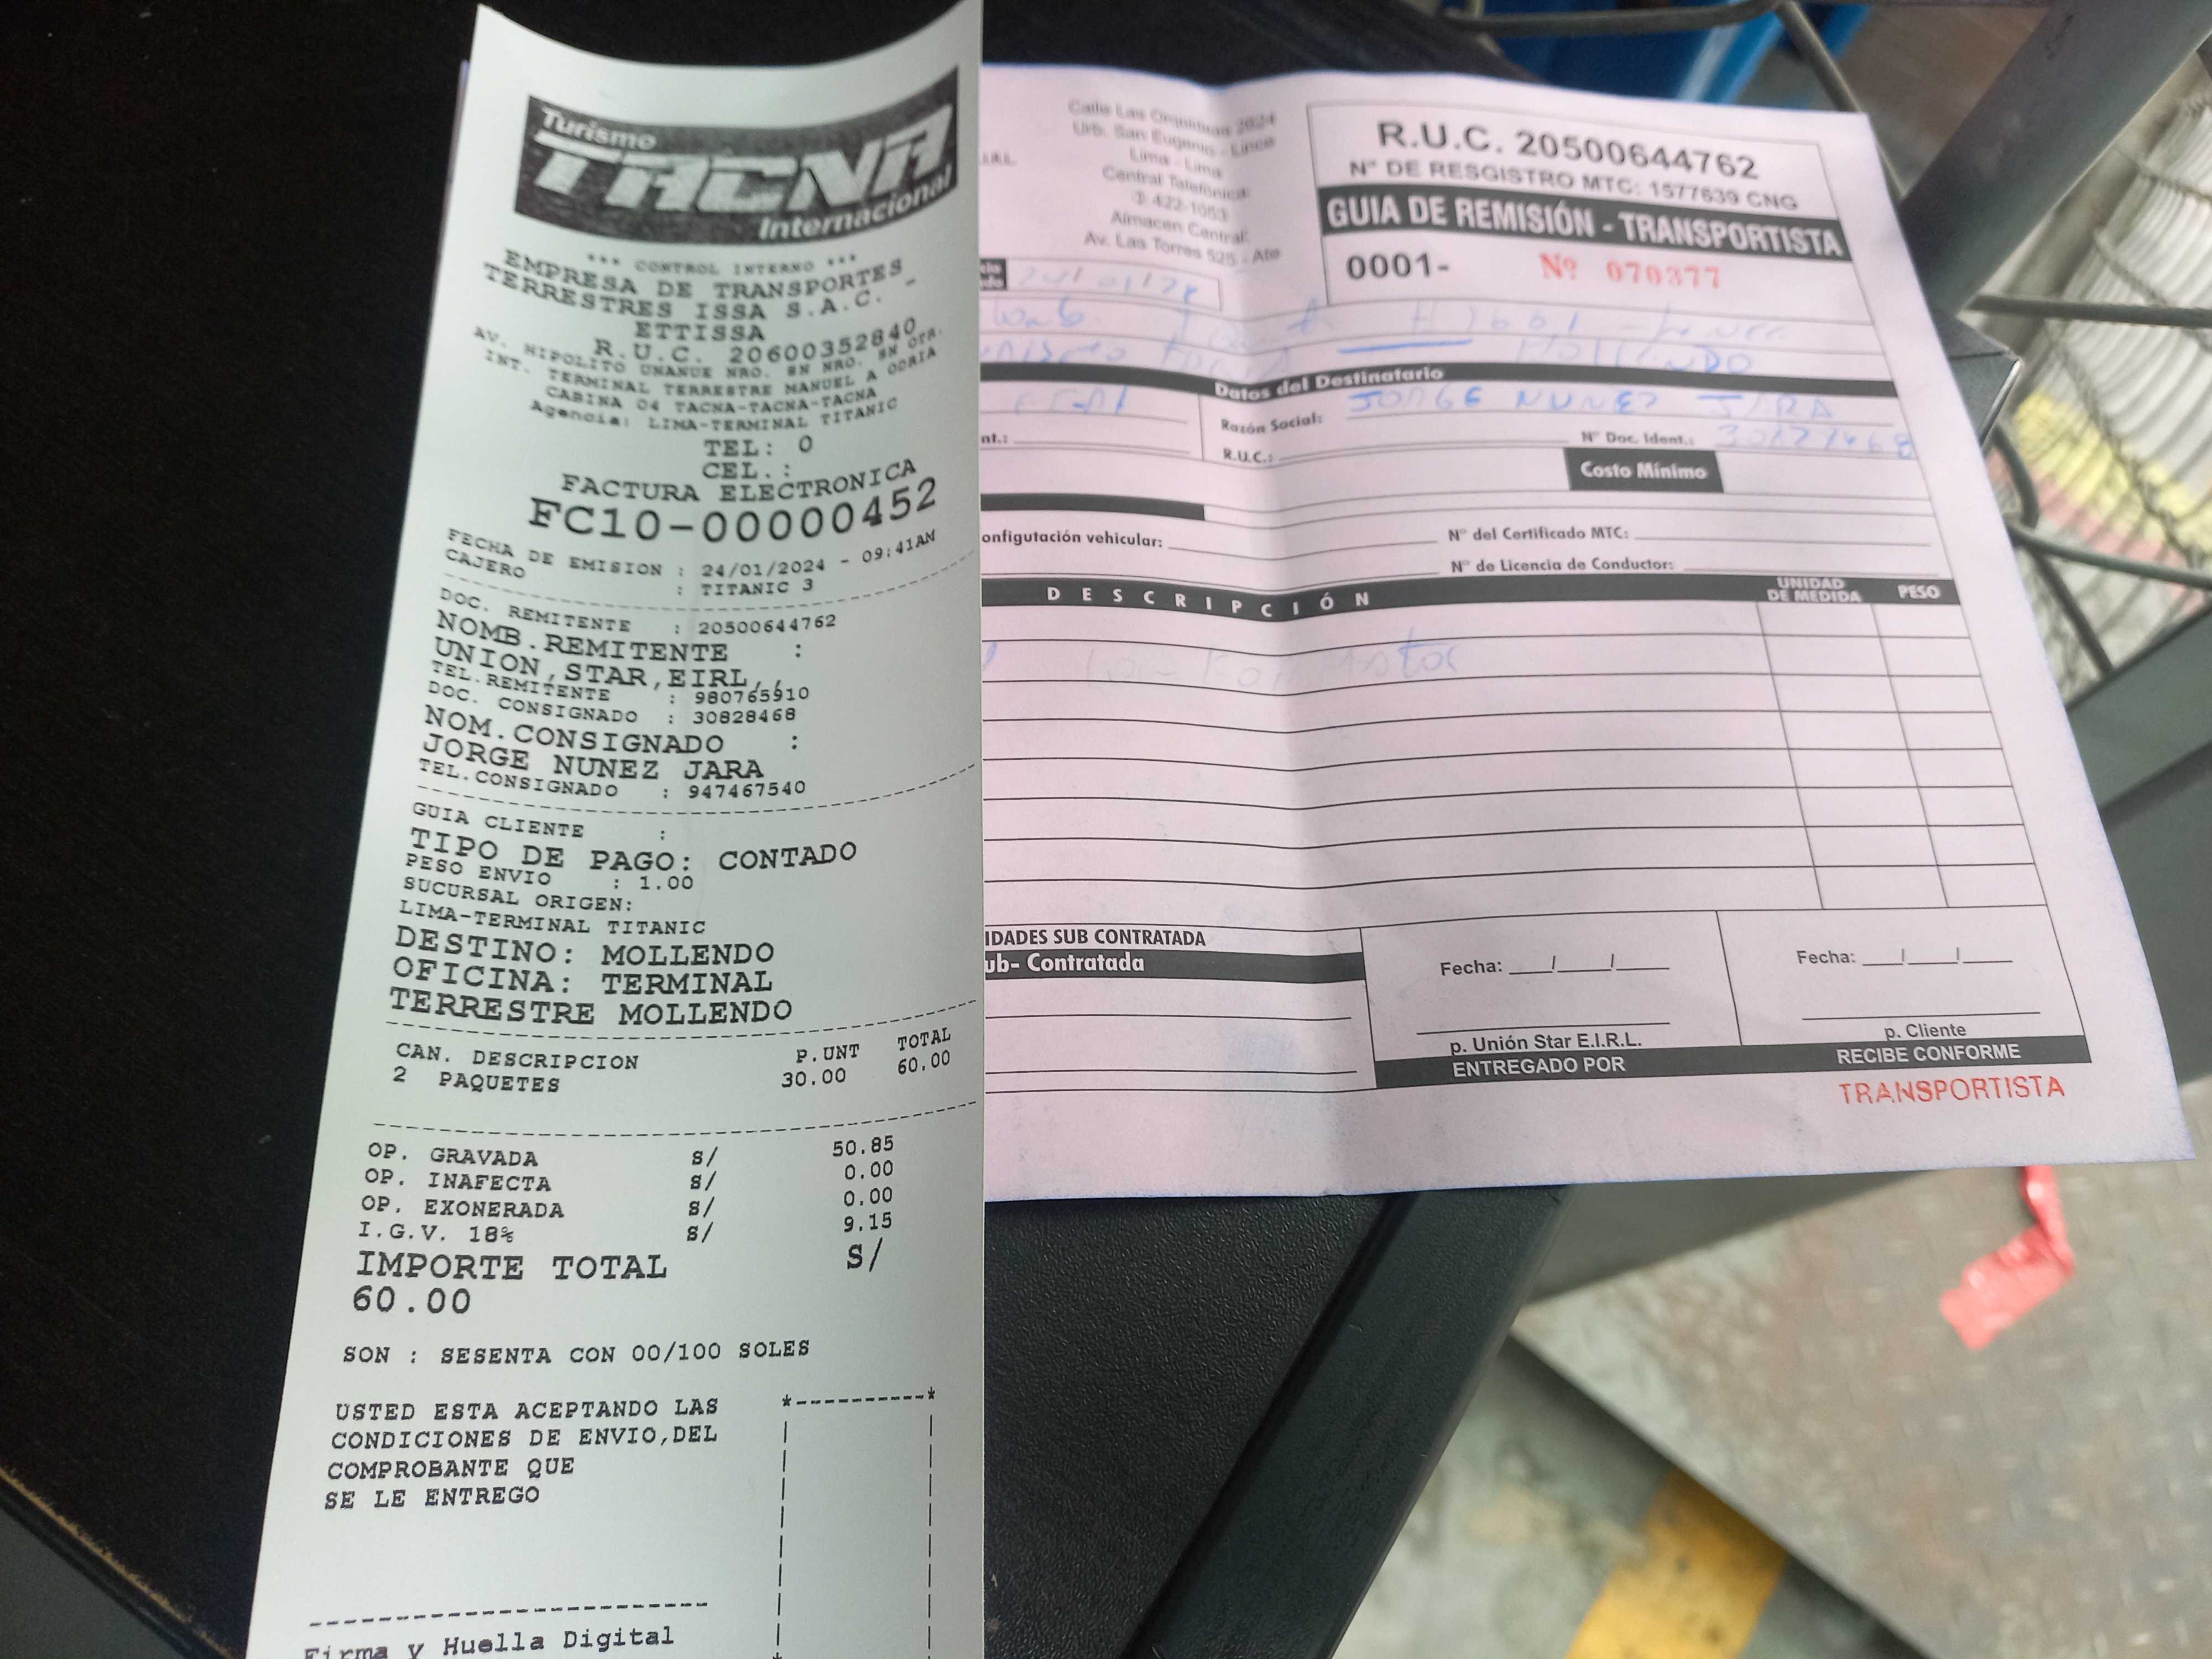 Turismo
TACNA
Internacional
*** CONTROL INTERNO ***
EMPRESA DE TRANSPORTES
TERRESTRES ISSA S.A.C. -
ETTISSA
R.U.C. 20600352840
AV. HIPOLITO UNANUE NRO. SN NRO. SN OTR.
INT. TERMINAL TERRESTRE MANUEL A ODRIA
CABINA 04 TACNA-TACNA-TACNA
Agencia: LIMA-TERMINAL TITANIC
TEL: 0
CEL.:
FACTURA ELECTRONICA
FC10-00000452
FECHA DE EMISION : 24/01/2024 - 09:41AM
CAJERO : TITANIC 3
DOC. REMITENTE : 20500644762
NOMB.REMITENTE :
UNION,STAR,EIRL,,
TEL.REMITENTE : 980765910
DOC. CONSIGNADO : 30828468
NOM.CONSIGNADO :
JORGE NUNEZ JARA
TEL.CONSIGNADO : 947467540
GUIA CLIENTE :
TIPO DE PAGO: CONTADO
PESO ENVIO : 1.00
SUCURSAL ORIGEN:
LIMA-TERMINAL TITANIC
DESTINO: MOLLENDO
OFICINA: TERMINAL
TERRESTRE MOLLENDO
CAN. DESCRIPCION P.UNT TOTAL
2 PAQUETES 30.00 60.00
OP. GRAVADA S/ 50.85
OP. INAFECTA S/ 0.00
OP. EXONERADA S/ 0.00
I.G.V. 18% S/ 9.15
IMPORTE TOTAL S/
60.00
SON : SESENTA CON 00/100 SOLES
USTED ESTA ACEPTANDO LAS
CONDICIONES DE ENVIO,DEL
COMPROBANTE QUE
SE LE ENTREGO
Firma y Huella Digital
Calle Las Orquídeas 2624
Urb. San Eugenio - Lince
Lima - Lima
Central Telefónica:
422-1053
Almacen Central:
Av. Las Torres 525 - Ate
R.U.C. 20500644762
N° DE RESGISTRO MTC: 1577639 CNG
GUIA DE REMISIÓN - TRANSPORTISTA
0001- Nº 070377
MOLLENDO
Datos del Destinatario
Razón Social: JORGE NUNEZ JARA
nt.:
R.U.C.: N° Doc. Ident.:
Costo Mínimo
onfigutación vehicular: N° del Certificado MTC:
N° de Licencia de Conductor:
DESCRIPCIÓN UNIDAD DE MEDIDA PESO
IDADES SUB CONTRATADA
ub- Contratada
Fecha: ___/___/___ Fecha: ___/___/___
p. Unión Star E.I.R.L. p. Cliente
ENTREGADO POR RECIBE CONFORME
TRANSPORTISTA